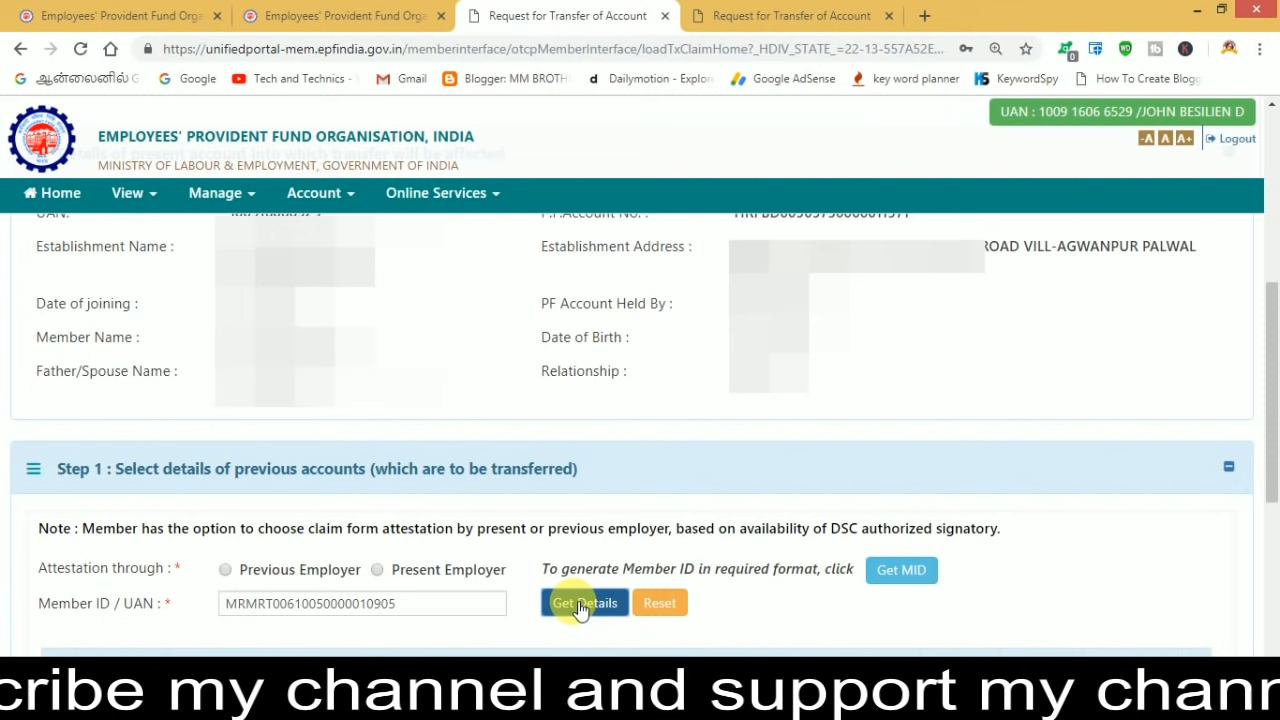 Employees' Provident Fund Orga
Employees' Provident Fund Orga
Request for Transfer of Account
Request for Transfer of Account
https://unifiedportal-mem.epfindia.gov.in/memberinterface/otcpMemberInterface/loadTxClaimHome?_HDIV_STATE_=22-13-557A52E...
ஆன்லைனில் G
Google
Tech and Technics -
Gmail
Blogger: MM BROTH
Dailymotion - Explor
Google AdSense
key word planner
KeywordSpy
How To Create Blogg
UAN : 1009 1606 6529 /JOHN BESILIEN D
EMPLOYEES' PROVIDENT FUND ORGANISATION, INDIA
MINISTRY OF LABOUR & EMPLOYMENT, GOVERNMENT OF INDIA
-A A A+ Logout
Home View Manage Account Online Services
Establishment Name : Establishment Address : ROAD VILL-AGWANPUR PALWAL
Date of joining : PF Account Held By :
Member Name : Date of Birth :
Father/Spouse Name : Relationship :
Step 1 : Select details of previous accounts (which are to be transferred)
Note : Member has the option to choose claim form attestation by present or previous employer, based on availability of DSC authorized signatory.
Attestation through : * Previous Employer Present Employer To generate Member ID in required format, click Get MID
Member ID / UAN : * MRMRT00610050000010905 Get Details Reset
cribe my channel and support my chann